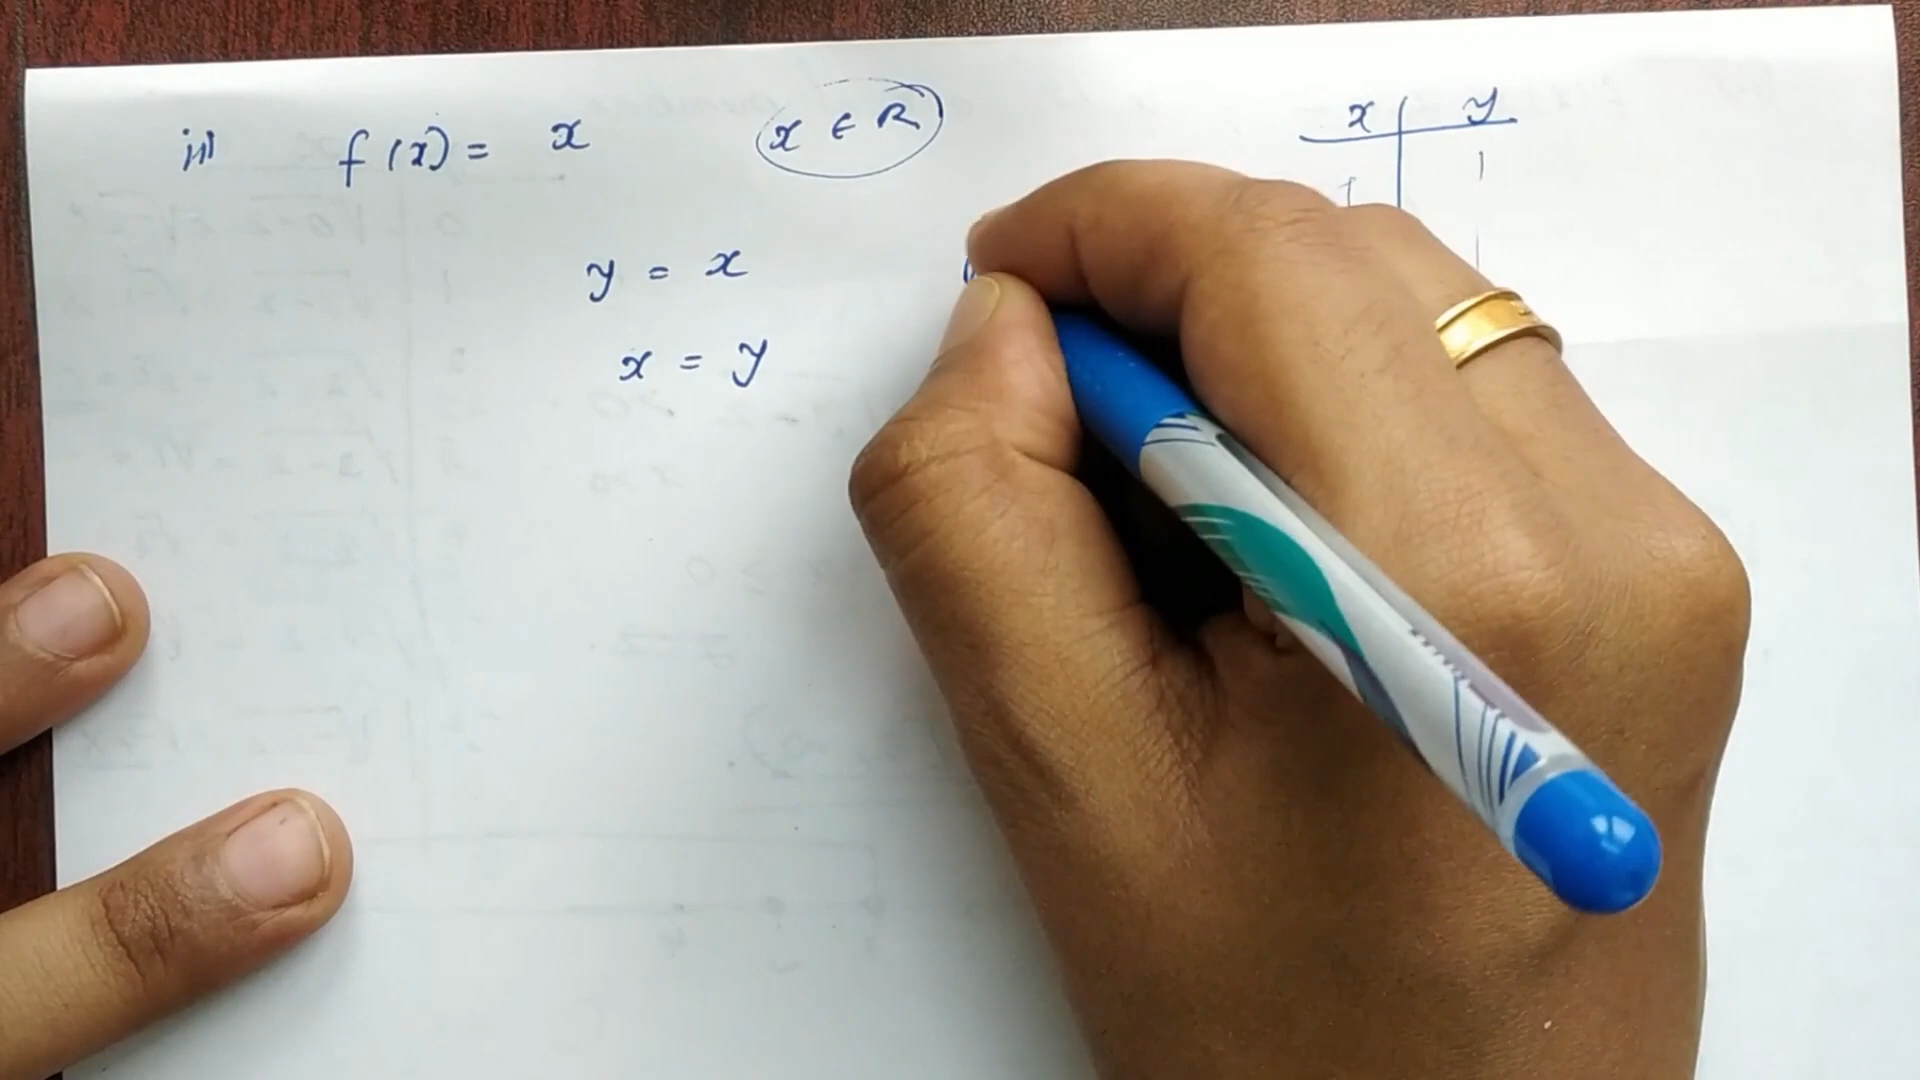 iii) f(x) = x x ∈ R
x y
1 1
y = x
x = y